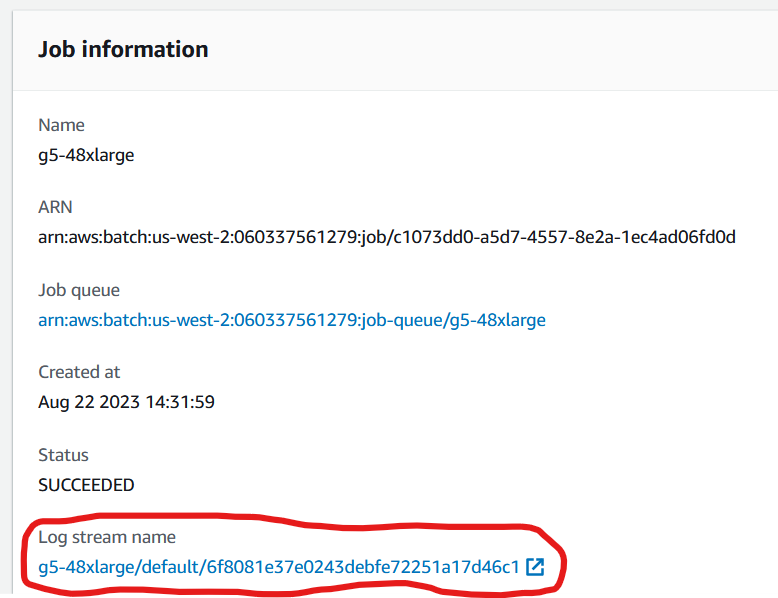 Job information
Name
g5-48xlarge
ARN
arn:aws:batch:us-west-2:060337561279:job/c1073dd0-a5d7-4557-8e2a-1ec4ad06fd0d
Job queue
arn:aws:batch:us-west-2:060337561279:job-queue/g5-48xlarge
Created at
Aug 22 2023 14:31:59
Status
SUCCEEDED
Log stream name
g5-48xlarge/default/6f8081e37e0243debfe72251a17d46c1